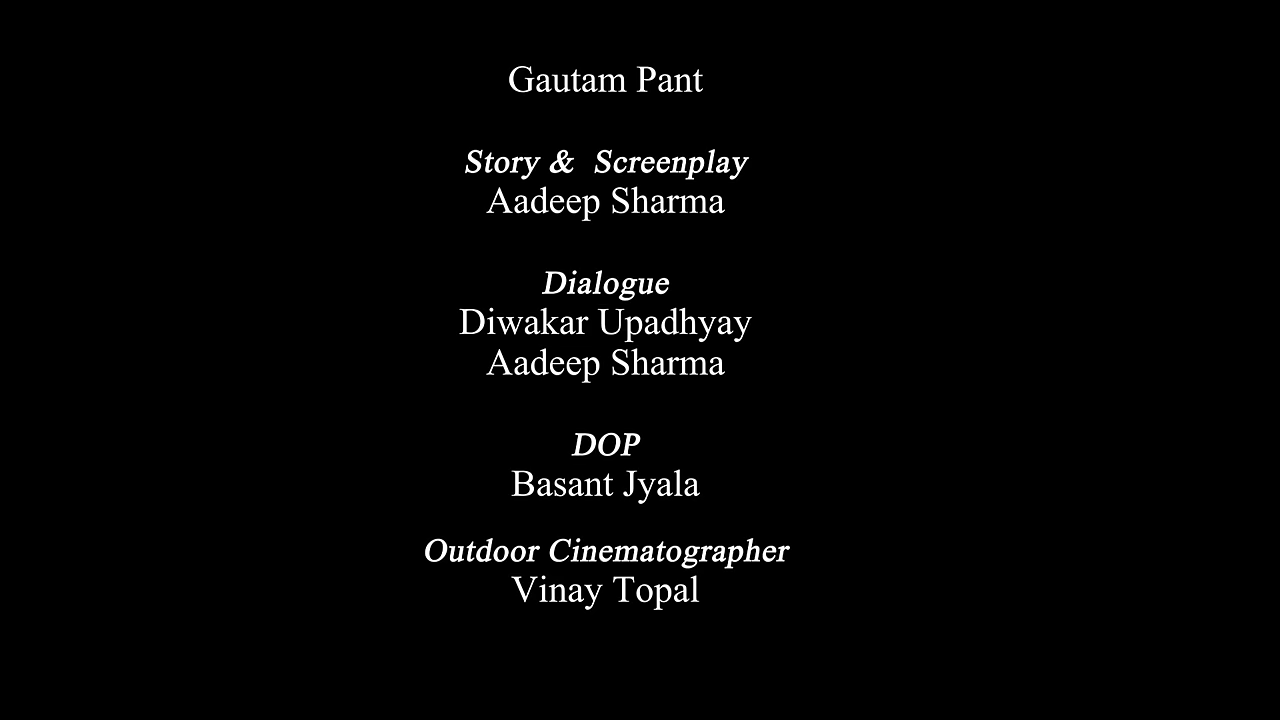 Gautam Pant
Story & Screenplay
Aadeep Sharma
Dialogue
Diwakar Upadhyay
Aadeep Sharma
DOP
Basant Jyala
Outdoor Cinematographer
Vinay Topal